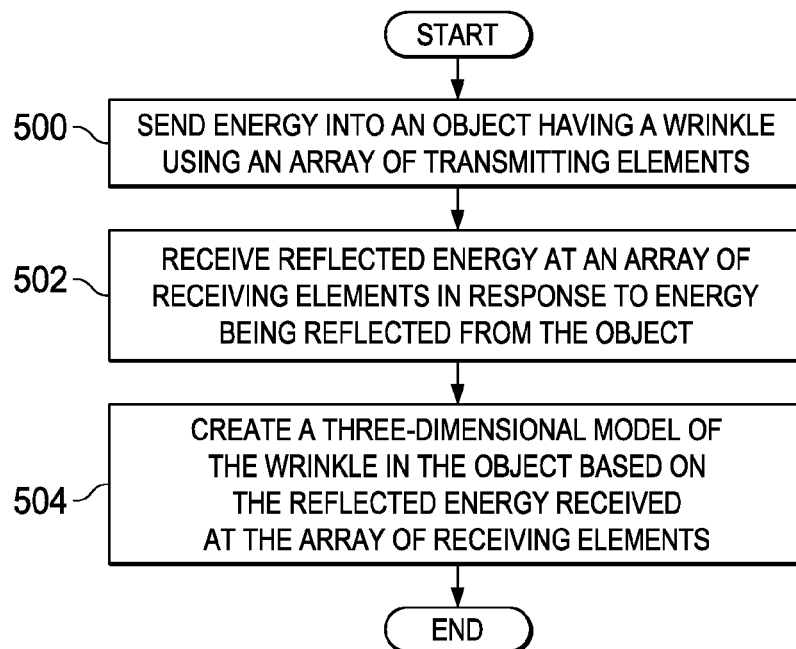 START
500
SEND ENERGY INTO AN OBJECT HAVING A WRINKLE
USING AN ARRAY OF TRANSMITTING ELEMENTS
502
RECEIVE REFLECTED ENERGY AT AN ARRAY OF
RECEIVING ELEMENTS IN RESPONSE TO ENERGY
BEING REFLECTED FROM THE OBJECT
504
CREATE A THREE-DIMENSIONAL MODEL OF
THE WRINKLE IN THE OBJECT BASED ON
THE REFLECTED ENERGY RECEIVED
AT THE ARRAY OF RECEIVING ELEMENTS
END